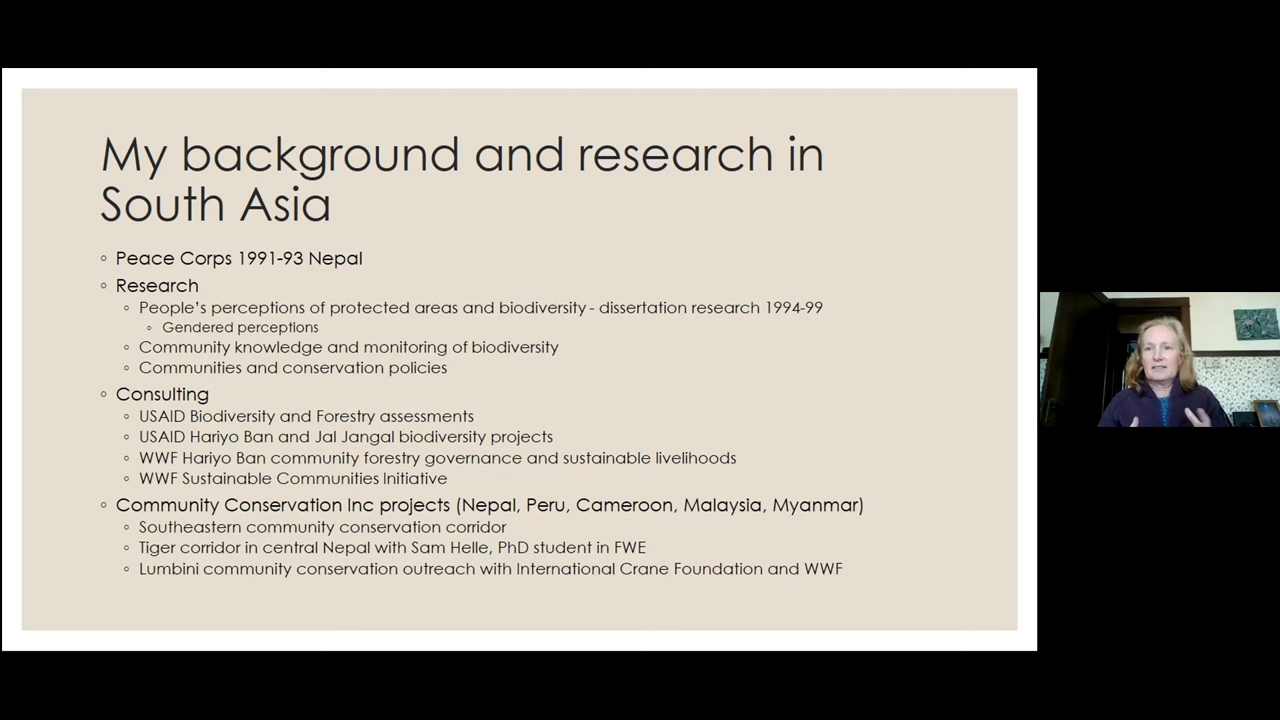 My background and research in
South Asia
◦ Peace Corps 1991-93 Nepal
◦ Research
◦ People's perceptions of protected areas and biodiversity - dissertation research 1994-99
◦ Gendered perceptions
◦ Community knowledge and monitoring of biodiversity
◦ Communities and conservation policies
◦ Consulting
◦ USAID Biodiversity and Forestry assessments
◦ USAID Hariyo Ban and Jal Jangal biodiversity projects
◦ WWF Hariyo Ban community forestry governance and sustainable livelihoods
◦ WWF Sustainable Communities Initiative
◦ Community Conservation Inc projects (Nepal, Peru, Cameroon, Malaysia, Myanmar)
◦ Southeastern community conservation corridor
◦ Tiger corridor in central Nepal with Sam Helle, PhD student in FWE
◦ Lumbini community conservation outreach with International Crane Foundation and WWF